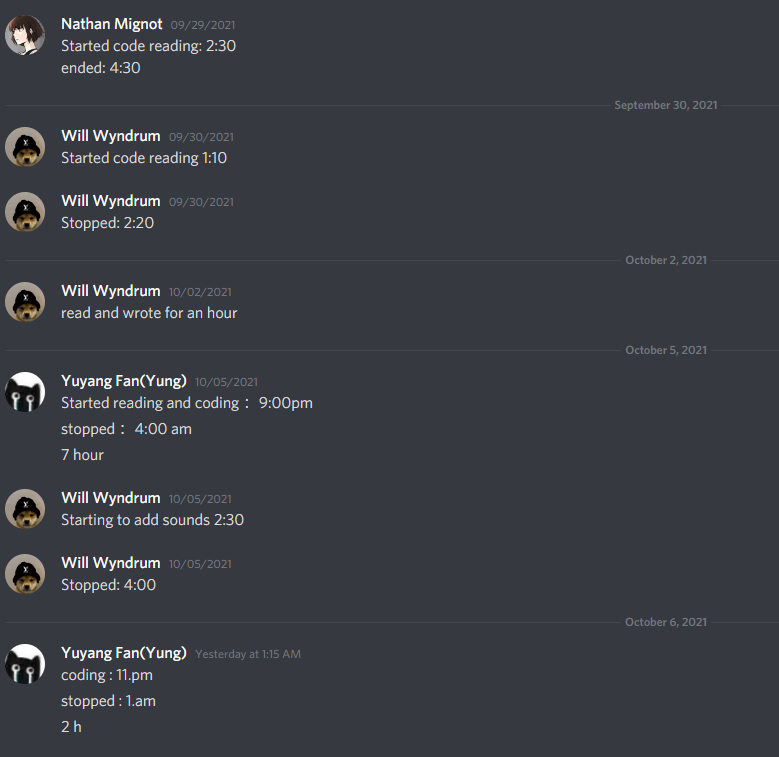 Nathan Mignot 09/29/2021
Started code reading: 2:30
ended: 4:30
September 30, 2021
Will Wyndrum 09/30/2021
Started code reading 1:10
Will Wyndrum 09/30/2021
Stopped: 2:20
October 2, 2021
Will Wyndrum 10/02/2021
read and wrote for an hour
October 5, 2021
Yuyang Fan(Yung) 10/05/2021
Started reading and coding： 9:00pm
stopped： 4:00 am
7 hour
Will Wyndrum 10/05/2021
Starting to add sounds 2:30
Will Wyndrum 10/05/2021
Stopped: 4:00
October 6, 2021
Yuyang Fan(Yung) Yesterday at 1:15 AM
coding : 11.pm
stopped : 1.am
2 h